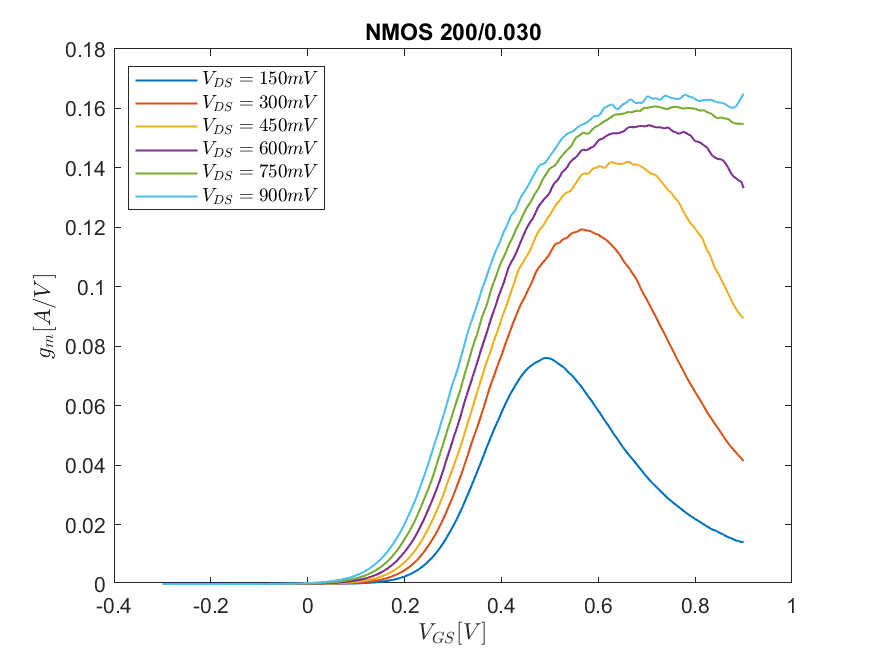 NMOS 200/0.030
0.18
0.16
0.14
0.12
0.1
0.08
0.06
0.04
0.02
0
g_m[A/V]
V_DS = 150mV
V_DS = 300mV
V_DS = 450mV
V_DS = 600mV
V_DS = 750mV
V_DS = 900mV
-0.4 -0.2 0 0.2 0.4 0.6 0.8 1
V_GS[V]